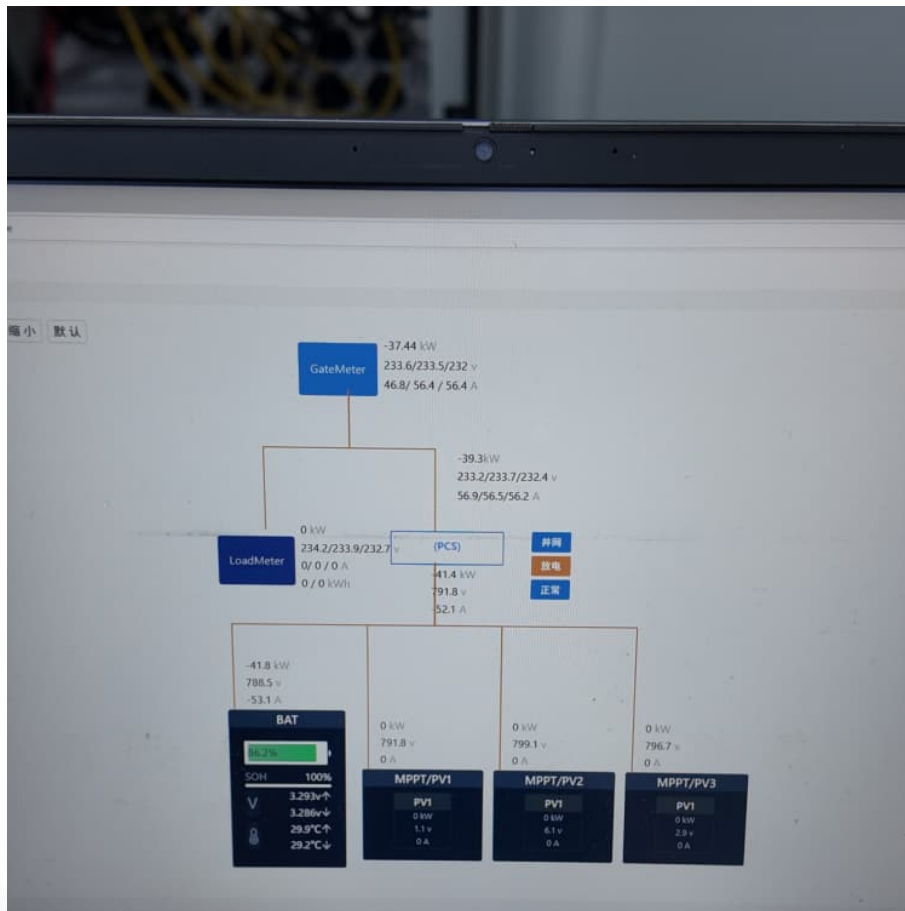 缩小 默认
-37.44 kW
GateMeter
233.6/233.5/232 v
46.8/ 56.4 / 56.4 A
-39.3kW
233.2/233.7/232.4 v
56.9/56.5/56.2 A
0 kW
234.2/233.9/232.7 v
LoadMeter
0/ 0 / 0 A
0 / 0 kWh
(PCS)
并网
放电
正常
-41.4 kW
791.8 v
-52.1 A
-41.8 kW
788.5 v
-53.1 A
BAT
86.2%
SOH 100%
V
3.293v↑
3.286v↓
29.9℃↑
29.2℃↓
0 kW
791.8 v
0 A
MPPT/PV1
PV1
0 kW
1.1 v
0 A
0 kW
799.1 v
0 A
MPPT/PV2
PV1
0 kW
6.1 v
0 A
0 kW
796.7 v
0 A
MPPT/PV3
PV1
0 kW
2.9 v
0 A